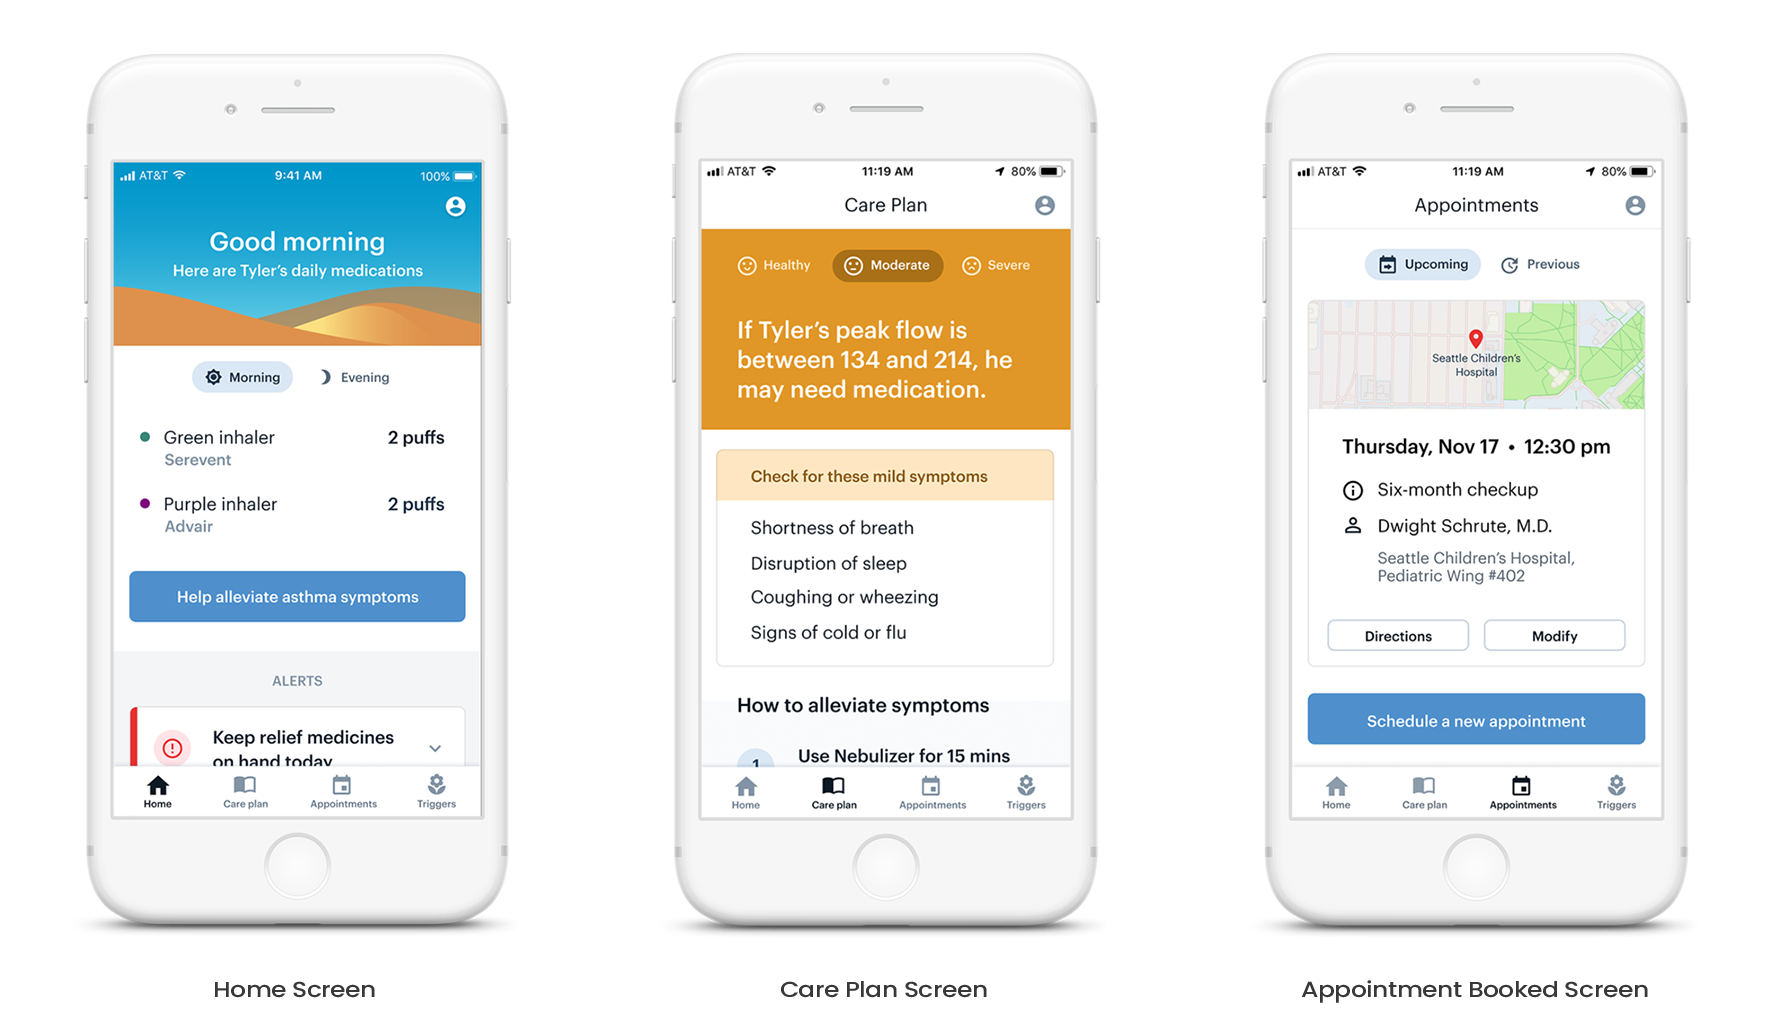 AT&T
9:41 AM
100%
Good morning
Here are Tyler's daily medications
Morning
Evening
Green inhaler
2 puffs
Serevent
Purple inhaler
2 puffs
Advair
Help alleviate asthma symptoms
ALERTS
Keep relief medicines
on hand today
Home
Care plan
Appointments
Triggers
Home Screen
AT&T
11:19 AM
80%
Care Plan
Healthy
Moderate
Severe
If Tyler's peak flow is
between 134 and 214, he
may need medication.
Check for these mild symptoms
Shortness of breath
Disruption of sleep
Coughing or wheezing
Signs of cold or flu
How to alleviate symptoms
1
Use Nebulizer for 15 mins
Home
Care plan
Appointments
Triggers
Care Plan Screen
AT&T
11:19 AM
80%
Appointments
Upcoming
Previous
Seattle Children's
Hospital
Thursday, Nov 17 • 12:30 pm
Six-month checkup
Dwight Schrute, M.D.
Seattle Children's Hospital,
Pediatric Wing #402
Directions
Modify
Schedule a new appointment
Home
Care plan
Appointments
Triggers
Appointment Booked Screen